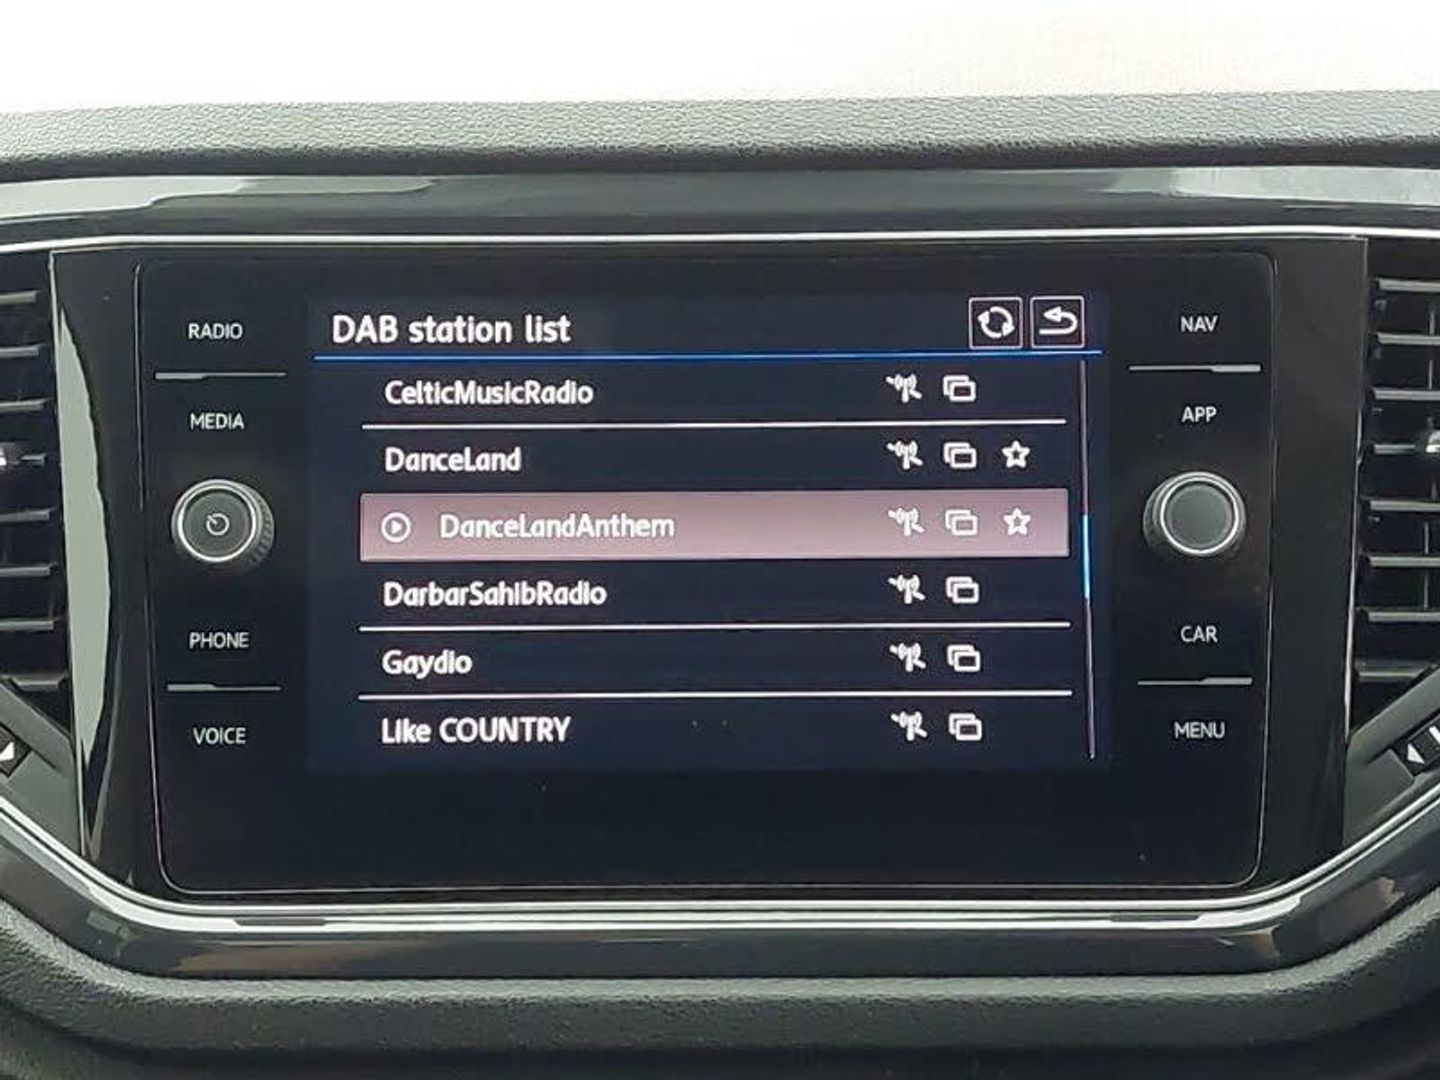 DAB station list
CelticMusicRadio
DanceLand
DanceLandAnthem
DarbarSahibRadio
Gaydio
Like COUNTRY
RADIO
MEDIA
PHONE
VOICE
NAV
APP
CAR
MENU